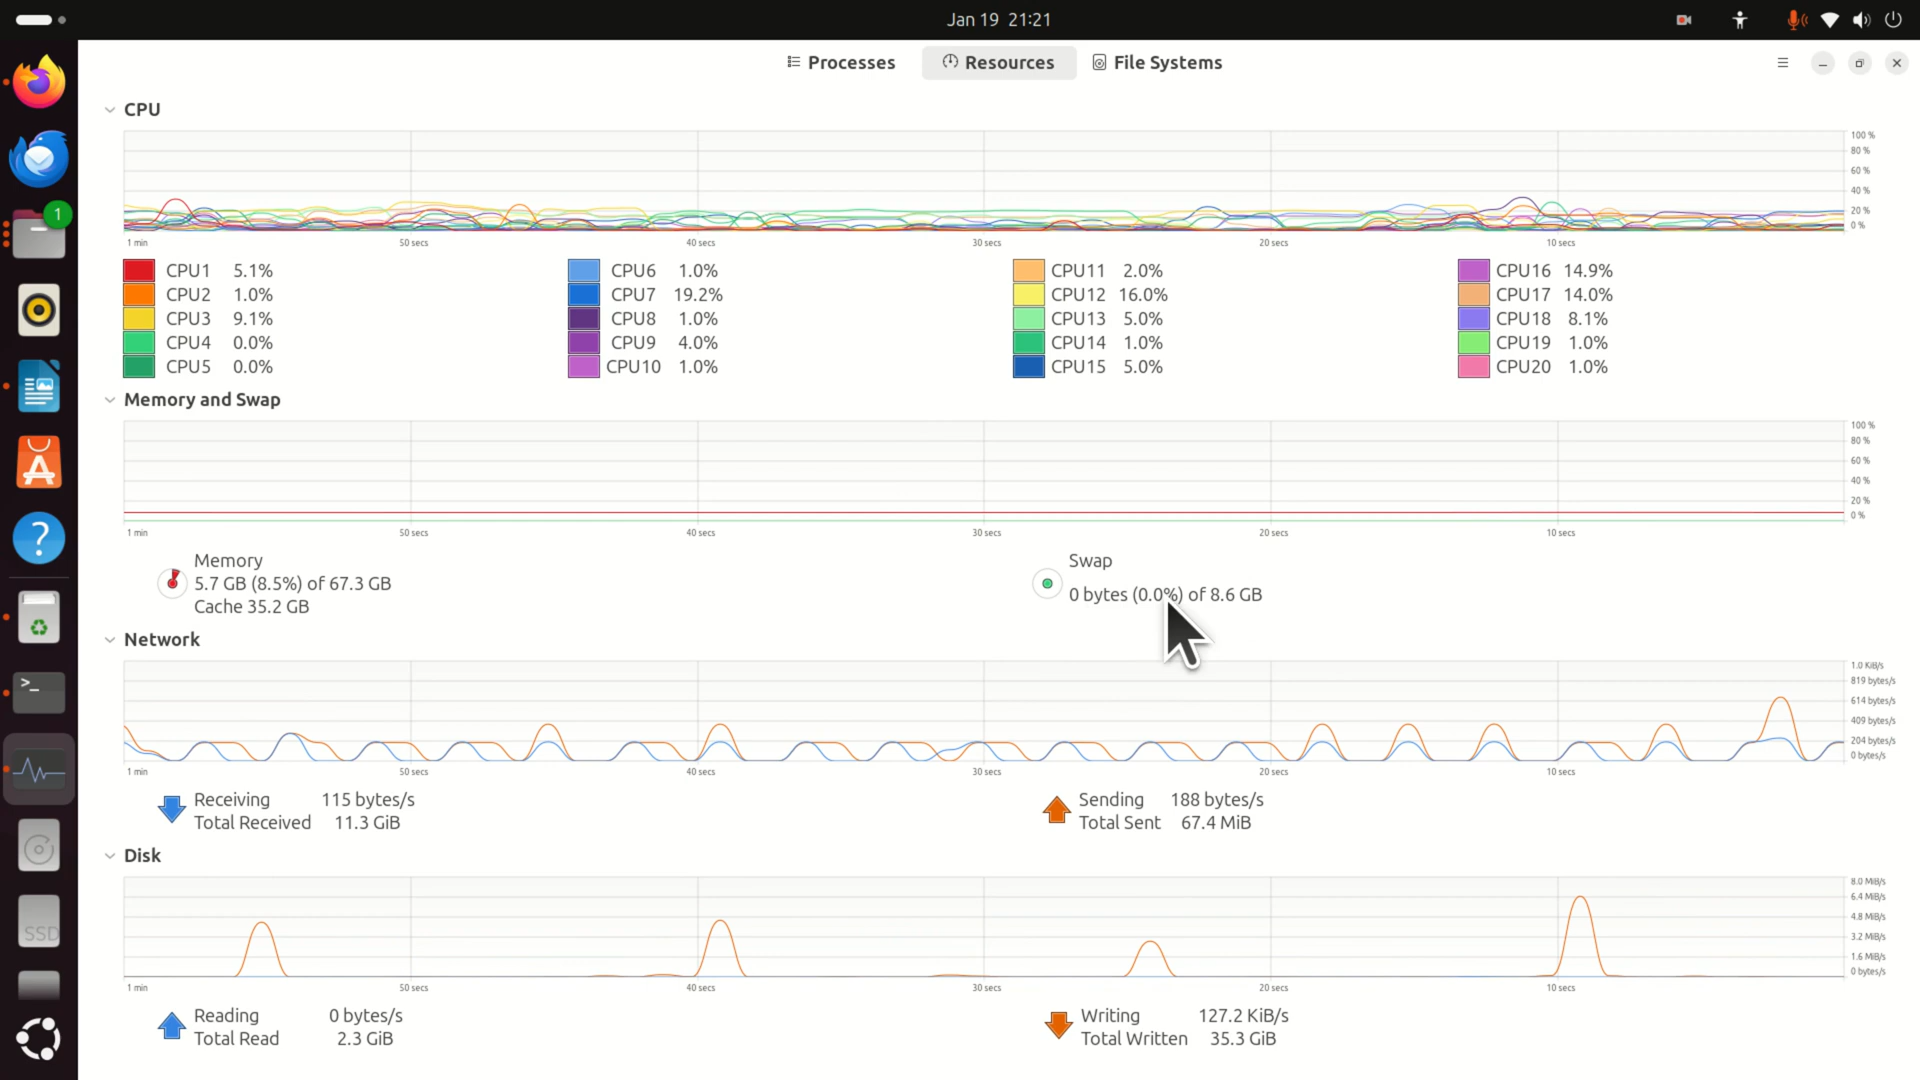 Jan 19 21:21
1
Processes
Resources
File Systems
CPU
100 %
80 %
60 %
40 %
20 %
0 %
1 min 50 secs 40 secs 30 secs 20 secs 10 secs
CPU1 5.1% CPU6 1.0% CPU11 2.0% CPU16 14.9%
CPU2 1.0% CPU7 19.2% CPU12 16.0% CPU17 14.0%
CPU3 9.1% CPU8 1.0% CPU13 5.0% CPU18 8.1%
CPU4 0.0% CPU9 4.0% CPU14 1.0% CPU19 1.0%
CPU5 0.0% CPU10 1.0% CPU15 5.0% CPU20 1.0%
Memory and Swap
100 %
80 %
60 %
40 %
20 %
0 %
1 min 50 secs 40 secs 30 secs 20 secs 10 secs
Memory
5.7 GB (8.5%) of 67.3 GB
Cache 35.2 GB
Swap
0 bytes (0.0%) of 8.6 GB
Network
1.0 KiB/s
819 bytes/s
614 bytes/s
409 bytes/s
204 bytes/s
0 bytes/s
1 min 50 secs 40 secs 30 secs 20 secs 10 secs
Receiving 115 bytes/s
Total Received 11.3 GiB
Sending 188 bytes/s
Total Sent 67.4 MiB
Disk
8.0 MiB/s
6.4 MiB/s
4.8 MiB/s
3.2 MiB/s
1.6 MiB/s
0 bytes/s
1 min 50 secs 40 secs 30 secs 20 secs 10 secs
Reading 0 bytes/s
Total Read 2.3 GiB
Writing 127.2 KiB/s
Total Written 35.3 GiB
SSD